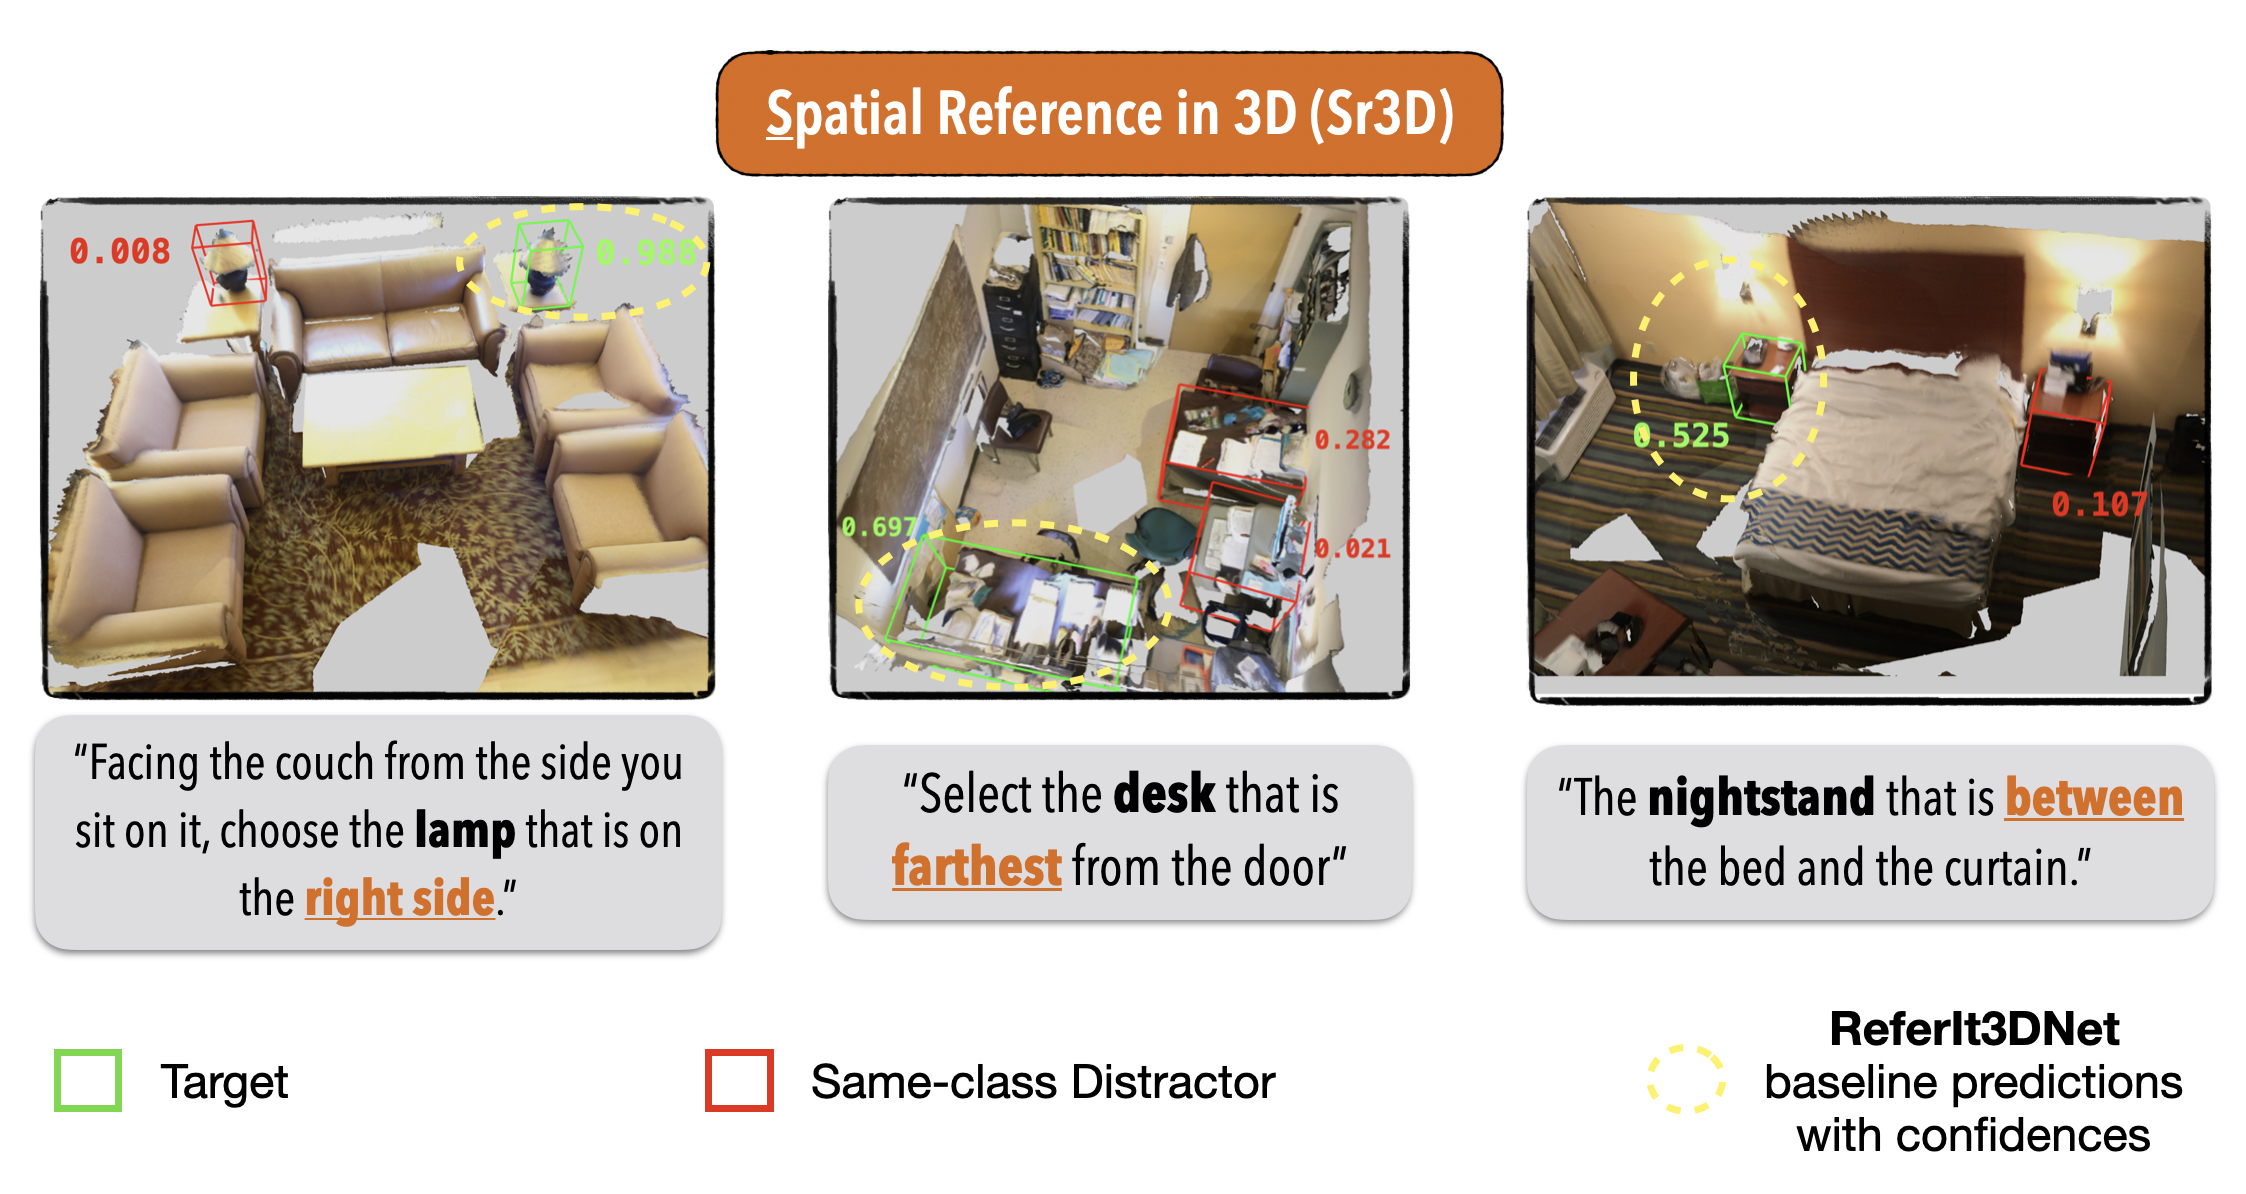 Spatial Reference in 3D (Sr3D)
0.008
0.988
0.282
0.697
0.021
0.525
0.107
“Facing the couch from the side you
sit on it, choose the lamp that is on
the right side.”
“Select the desk that is
farthest from the door”
“The nightstand that is between
the bed and the curtain.”
Target
Same-class Distractor
ReferIt3DNet
baseline predictions
with confidences